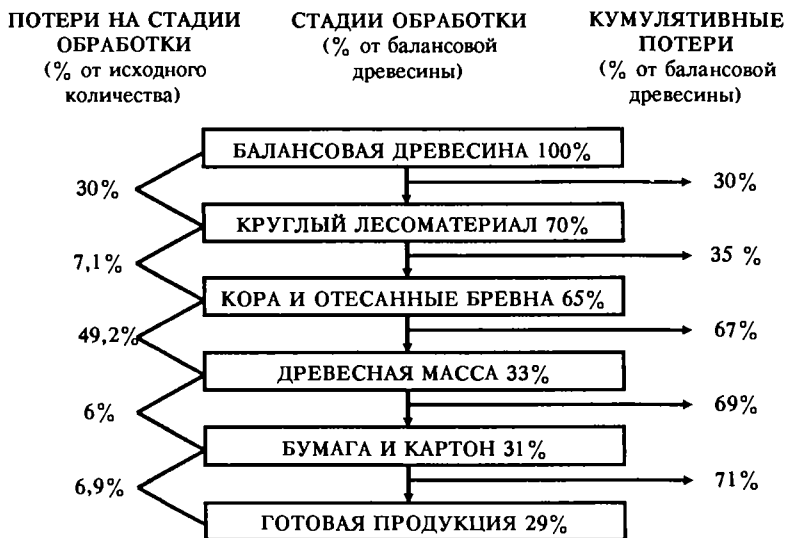 ПОТЕРИ НА СТАДИИ
ОБРАБОТКИ
(% от исходного
количества)
СТАДИИ ОБРАБОТКИ
(% от балансовой
древесины)
КУМУЛЯТИВНЫЕ
ПОТЕРИ
(% от балансовой
древесины)
БАЛАНСОВАЯ ДРЕВЕСИНА 100%
30%
30%
КРУГЛЫЙ ЛЕСОМАТЕРИАЛ 70%
7,1%
35 %
КОРА И ОТЕСАННЫЕ БРЕВНА 65%
49,2%
67%
ДРЕВЕСНАЯ МАССА 33%
6%
69%
БУМАГА И КАРТОН 31%
6,9%
71%
ГОТОВАЯ ПРОДУКЦИЯ 29%